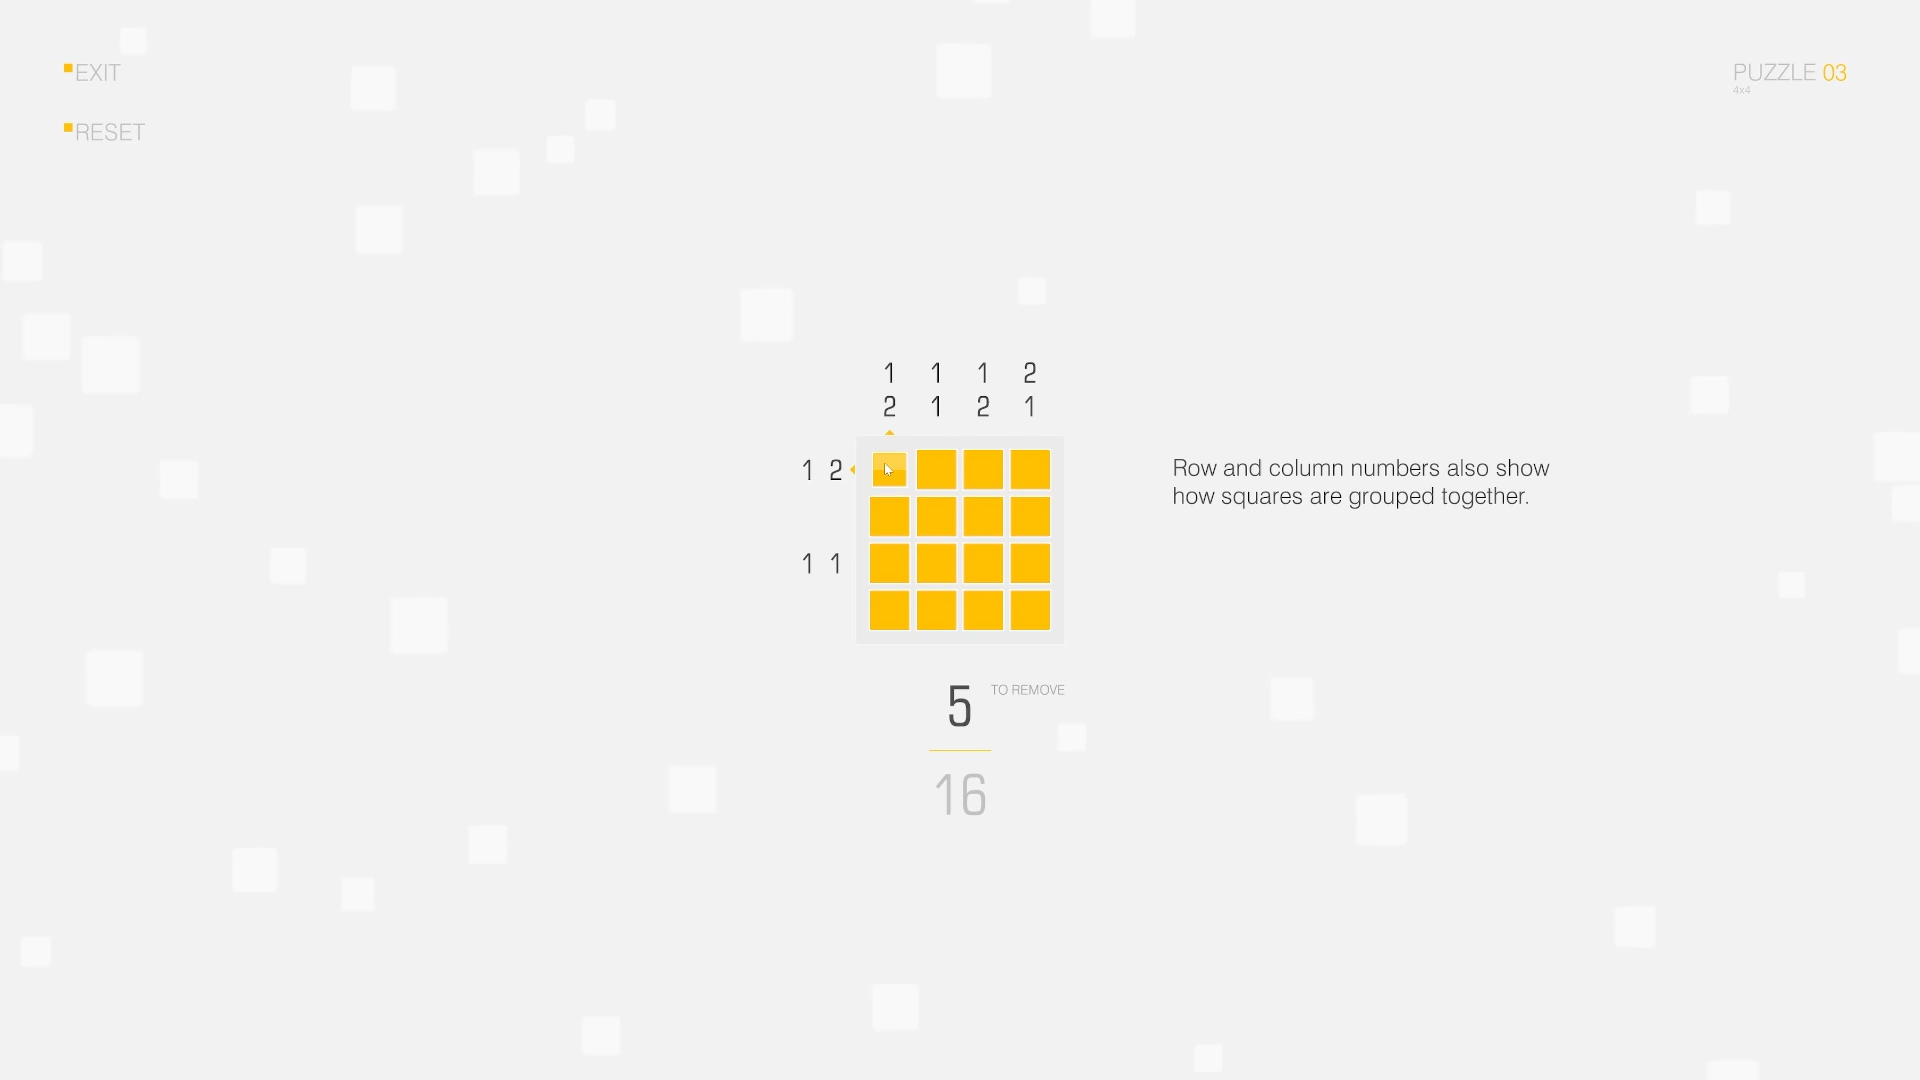 EXIT
PUZZLE 03
4x4
RESET
1 1 1 2
2 1 2 1
1 2
Row and column numbers also show
how squares are grouped together.
1 1
5 TO REMOVE
16